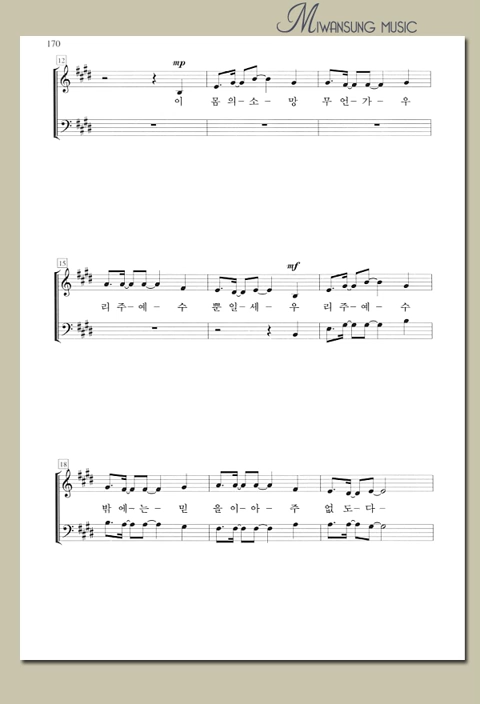 MIWANSUNG MUSIC
170
12
mp
이 몸의-소-망 무언-가-우
15
mf
리주-예-수 뿐일-세-우 리주-예-수
18
밖에-는-믿 을이-아-주 없도-다-